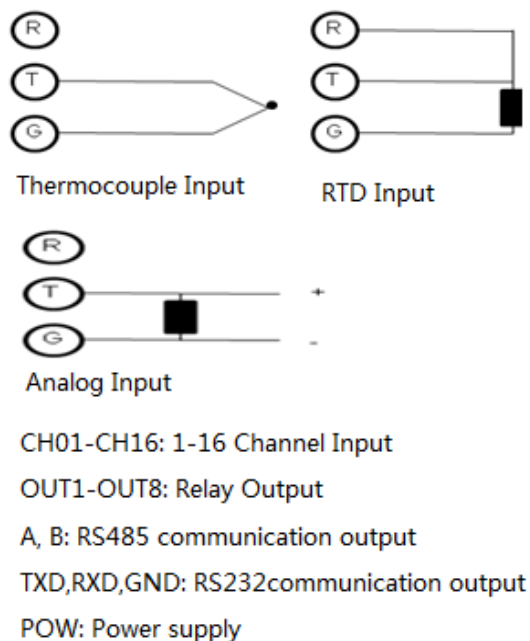 R R
T T
G G
Thermocouple Input RTD Input
R
T +
G -
Analog Input
CH01-CH16: 1-16 Channel Input
OUT1-OUT8: Relay Output
A, B: RS485 communication output
TXD,RXD,GND: RS232communication output
POW: Power supply